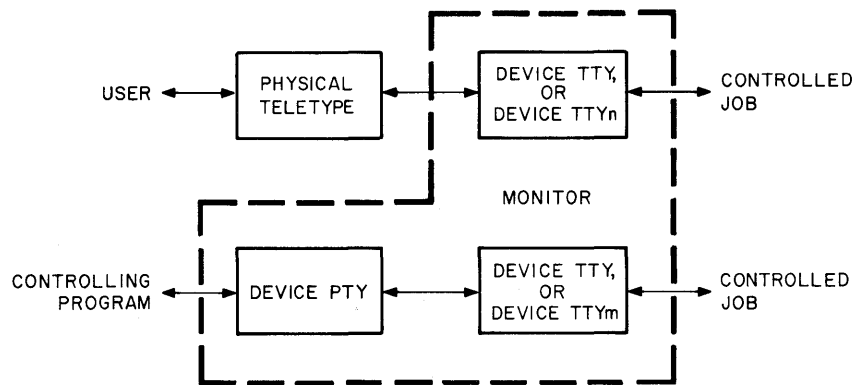 USER
PHYSICAL
TELETYPE
DEVICE TTY,
OR
DEVICE TTYn
CONTROLLED
JOB
MONITOR
CONTROLLING
PROGRAM
DEVICE PTY
DEVICE TTY,
OR
DEVICE TTYm
CONTROLLED
JOB